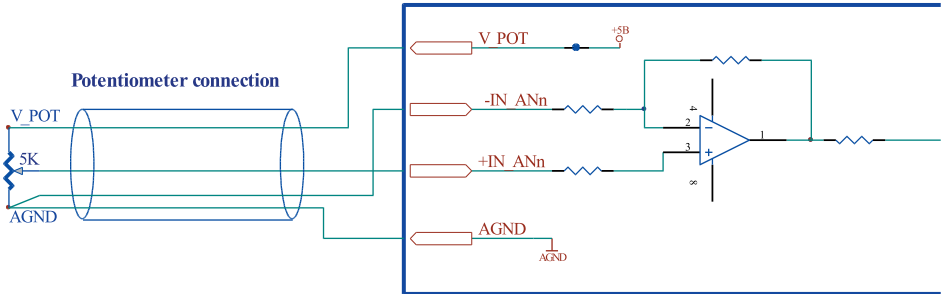 V_POT
+5B
Potentiometer connection
V_POT
-IN_ANn
4
2
1
5K
+IN_ANn
3
8
AGND
AGND
AGND